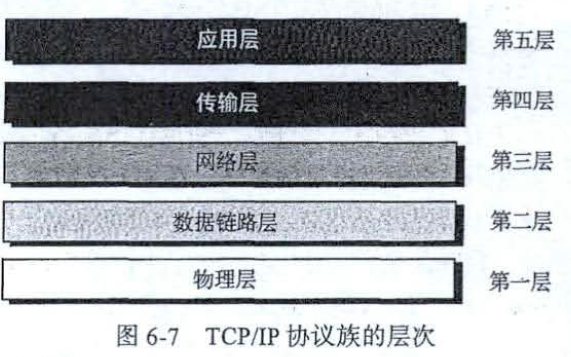 应用层 第五层
传输层 第四层
网络层 第三层
数据链路层 第二层
物理层 第一层
图 6-7 TCP/IP 协议族的层次